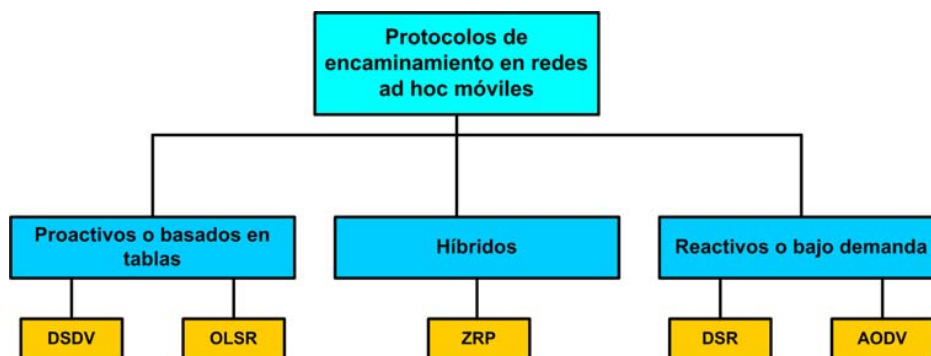 Protocolos de
encaminamiento en redes
ad hoc móviles
Proactivos o basados en
tablas
Híbridos
Reactivos o bajo demanda
DSDV
OLSR
ZRP
DSR
AODV